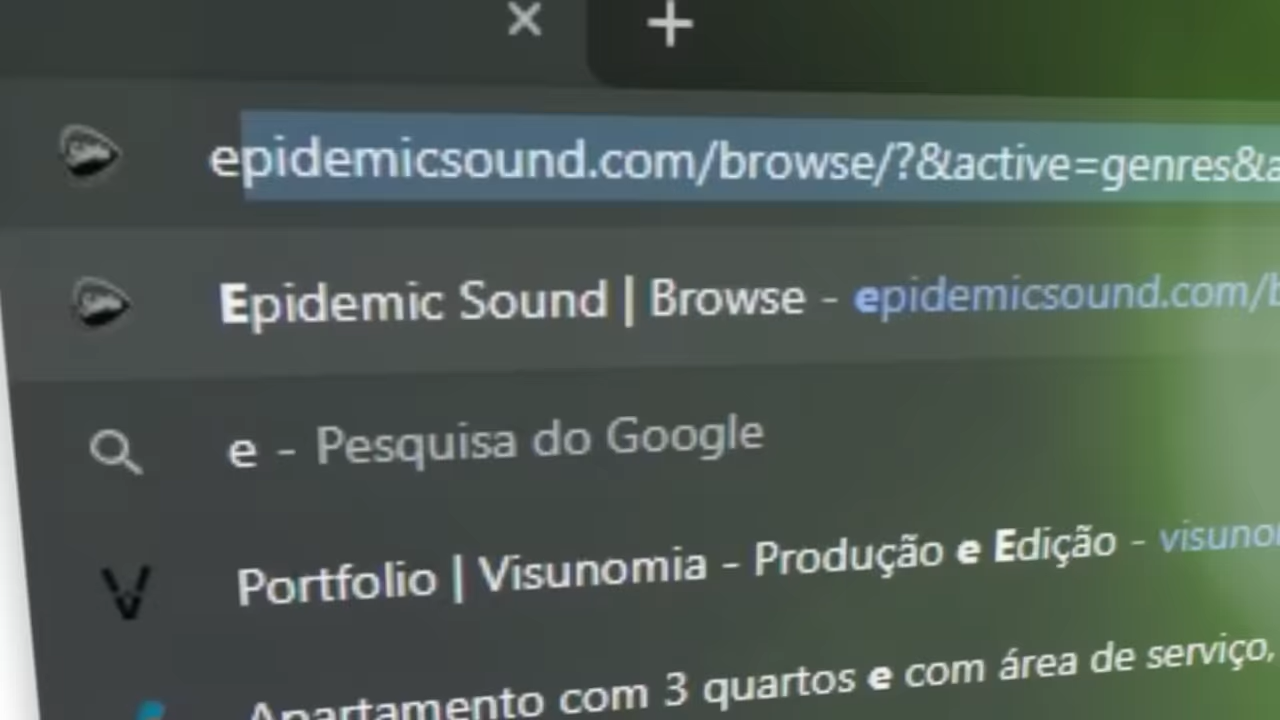 epidemicsound.com/browse/?&active=genres&a
Epidemic Sound | Browse - epidemicsound.com/b
e - Pesquisa do Google
Portfolio | Visunomia - Produção e Edição - visuno
Apartamento com 3 quartos e com área de serviço,